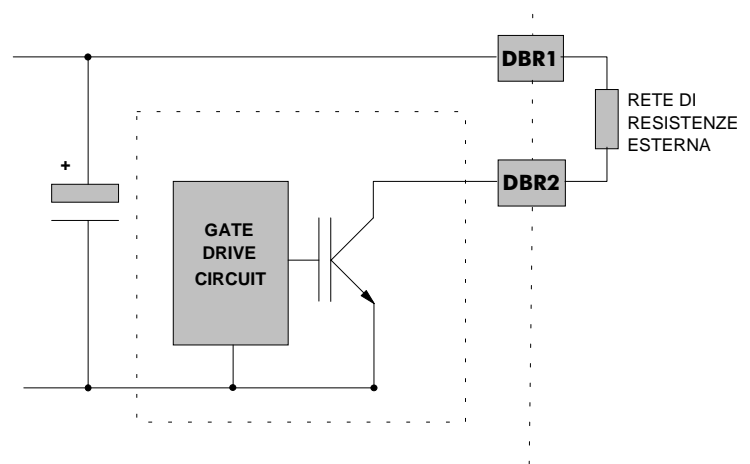 DBR1
RETE DI
RESISTENZE
ESTERNA
+
DBR2
GATE
DRIVE
CIRCUIT